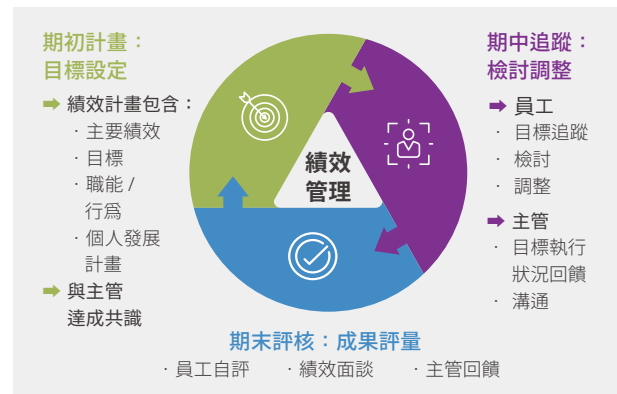 期初計畫：
目標設定
績效計畫包含：
· 主要績效
· 目標
· 職能 /
行為
· 個人發展
計畫
與主管
達成共識
績效
管理
期中追蹤：
檢討調整
員工
· 目標追蹤
· 檢討
· 調整
主管
· 目標執行
狀況回饋
· 溝通
期末評核：成果評量
· 員工自評 · 績效面談 · 主管回饋